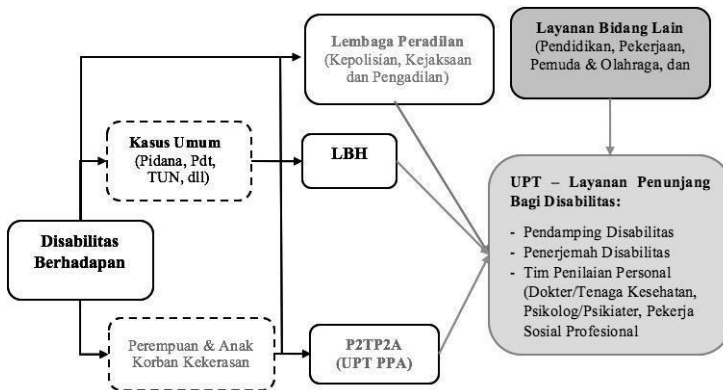 Lembaga Peradilan
(Kepolisian, Kejaksaan
dan Pengadilan)
Layanan Bidang Lain
(Pendidikan, Pekerjaan,
Pemuda & Olahraga, dan
Kasus Umum
(Pidana, Pdt,
TUN, dll)
LBH
UPT – Layanan Penunjang
Bagi Disabilitas:
- Pendamping Disabilitas
- Penerjemah Disabilitas
- Tim Penilaian Personal
(Dokter/Tenaga Kesehatan,
Psikolog/Psikiater, Pekerja
Sosial Profesional
Disabilitas
Berhadapan
Perempuan & Anak
Korban Kekerasan
P2TP2A
(UPT PPA)